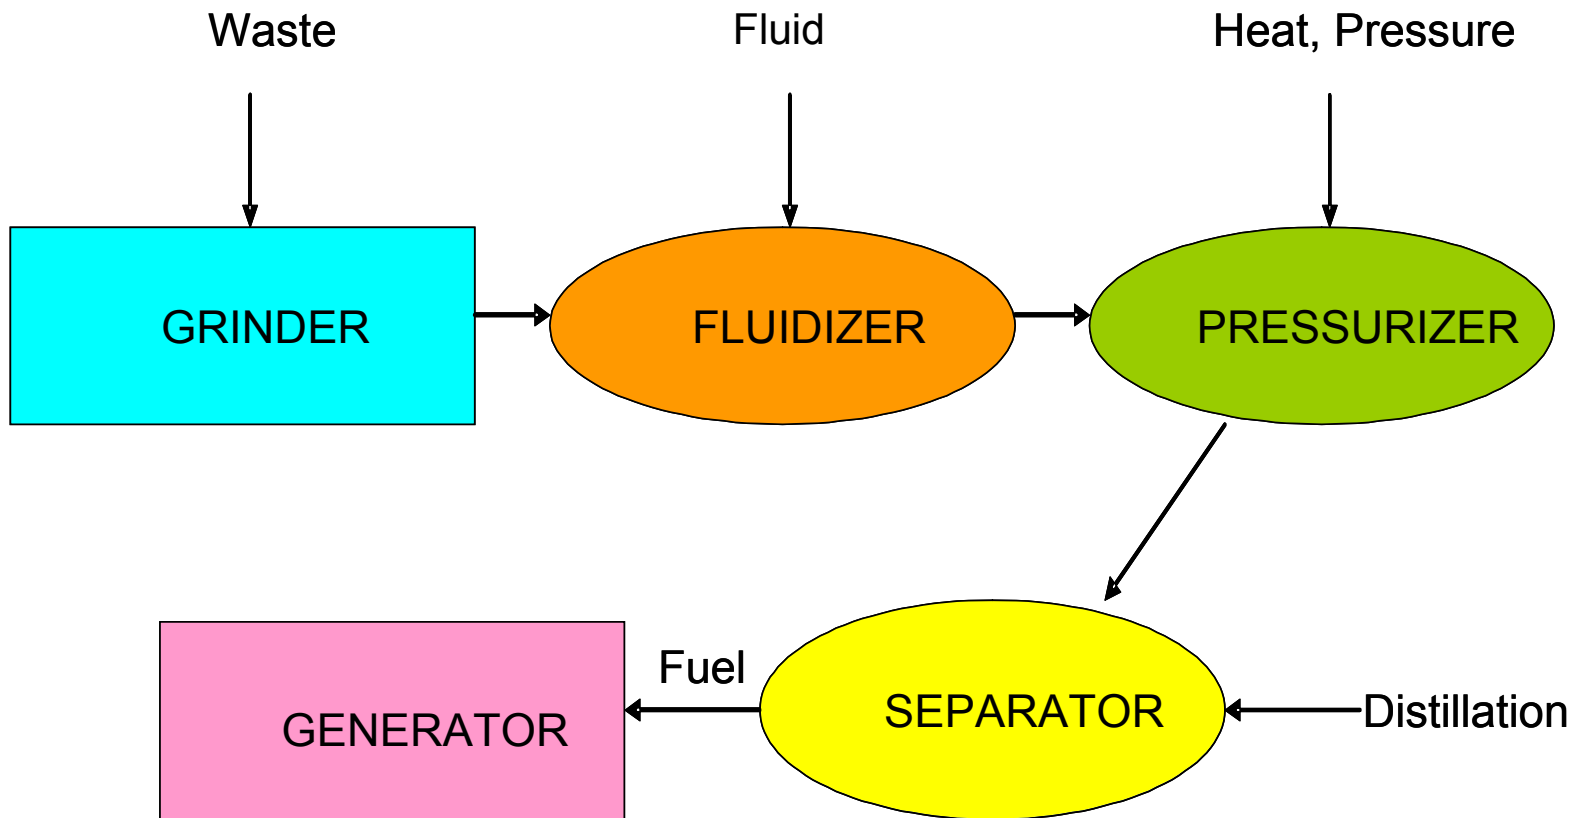 Waste
Fluid
Heat, Pressure
GRINDER
FLUIDIZER
PRESSURIZER
Fuel
GENERATOR
SEPARATOR
Distillation